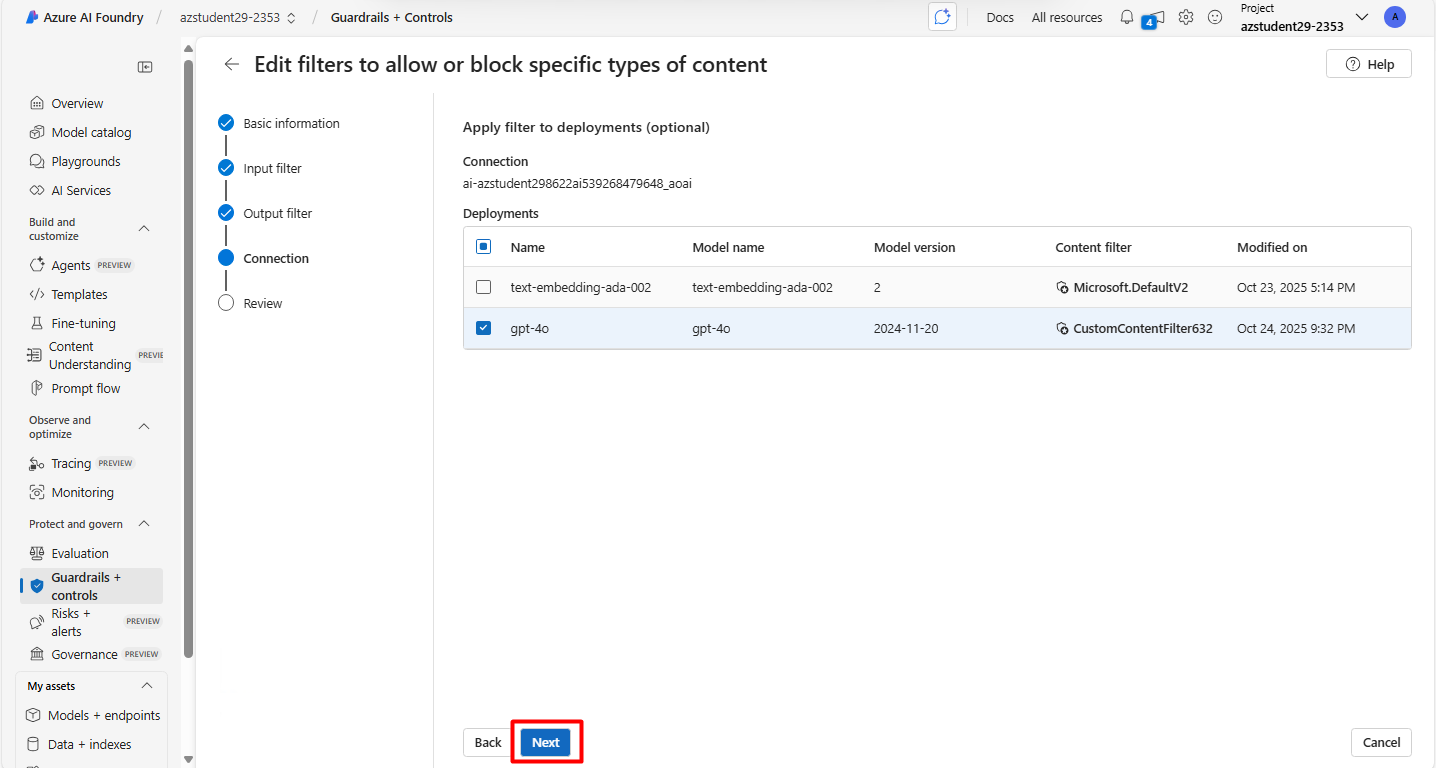 Azure AI Foundry / azstudent29-2353 / Guardrails + Controls
4
Docs
All resources
Project
azstudent29-2353
A
Overview
Model catalog
Playgrounds
AI Services
Build and
customize
Agents PREVIEW
Templates
Fine-tuning
Content
Understanding PREVIE
Prompt flow
Observe and
optimize
Tracing PREVIEW
Monitoring
Protect and govern
Evaluation
Guardrails +
controls
Risks +
alerts PREVIEW
Governance PREVIEW
My assets
Models + endpoints
Data + indexes
Edit filters to allow or block specific types of content
Help
Basic information
Input filter
Output filter
Connection
Review
Apply filter to deployments (optional)
Connection
ai-azstudent298622ai539268479648_aoai
Deployments
Name Model name Model version Content filter Modified on
text-embedding-ada-002 text-embedding-ada-002 2 Microsoft.DefaultV2 Oct 23, 2025 5:14 PM
gpt-4o gpt-4o 2024-11-20 CustomContentFilter632 Oct 24, 2025 9:32 PM
Back
Next
Cancel